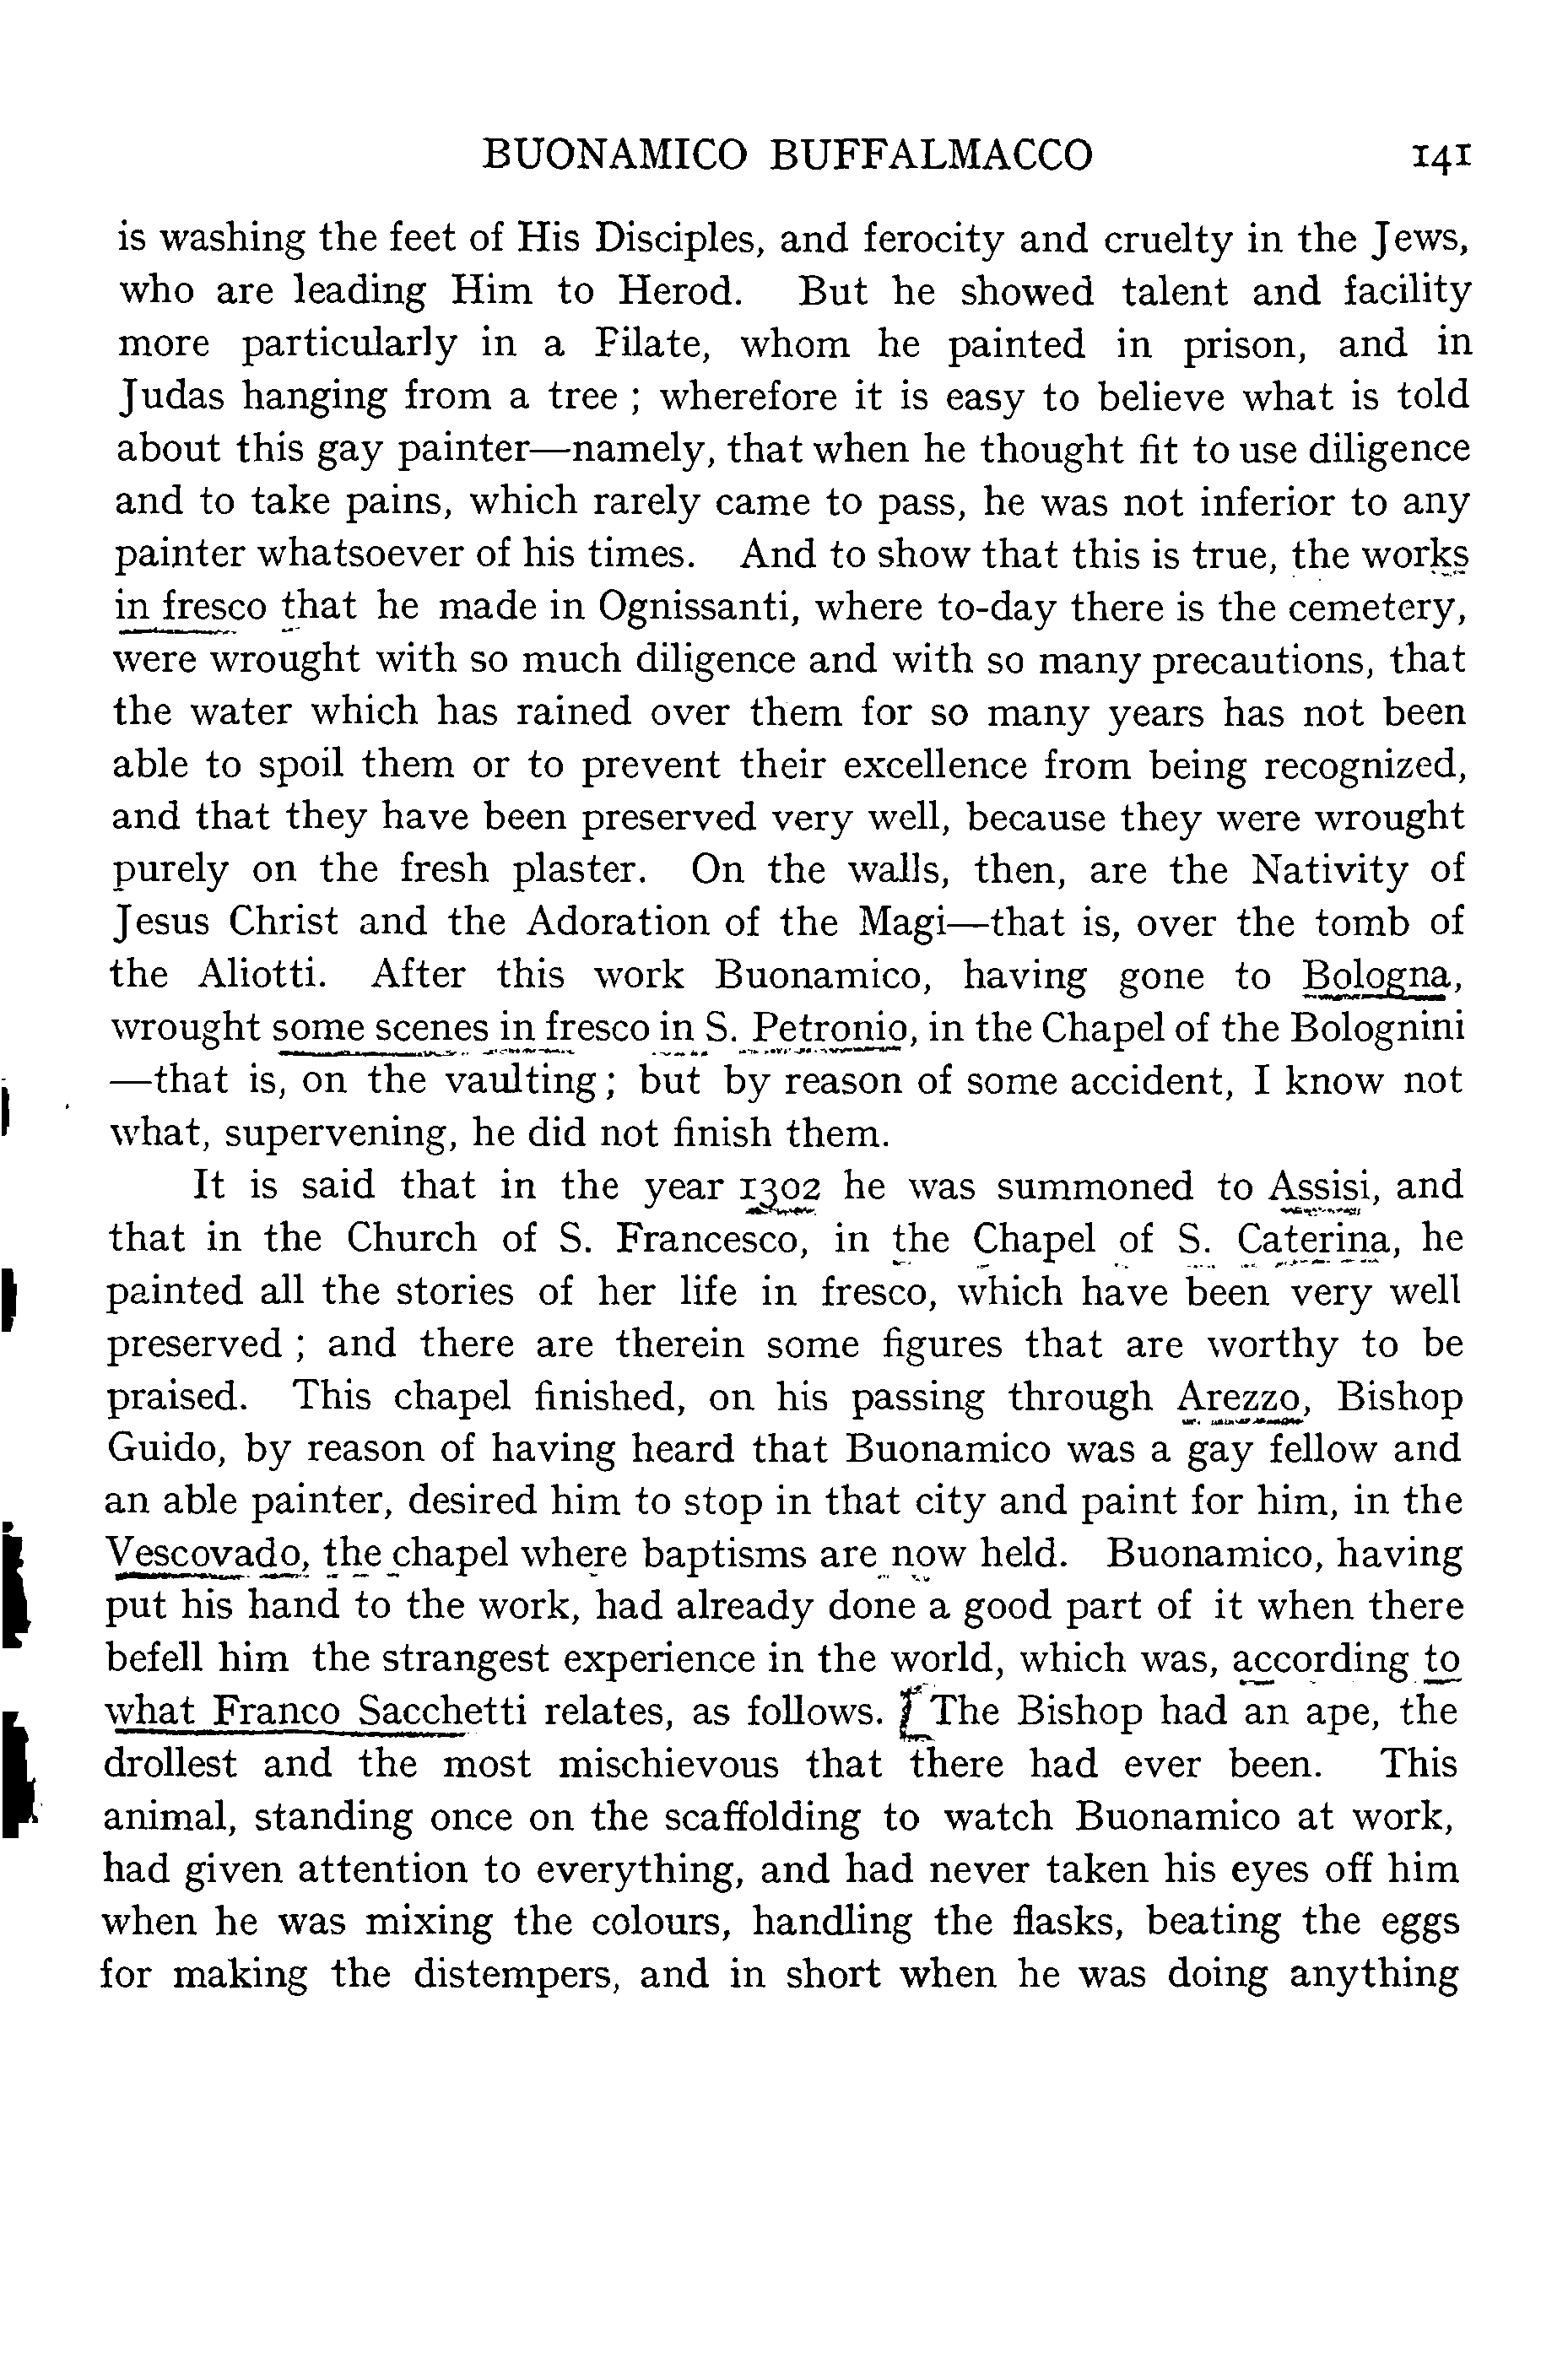 BUONAMICO BUFFALMACCO 141
is washing the feet of His Disciples, and ferocity and cruelty in the Jews,
who are leading Him to Herod. But he showed talent and facility
more particularly in a Pilate, whom he painted in prison, and in
Judas hanging from a tree ; wherefore it is easy to believe what is told
about this gay painter—namely, that when he thought fit to use diligence
and to take pains, which rarely came to pass, he was not inferior to any
painter whatsoever of his times. And to show that this is true, the works
in fresco that he made in Ognissanti, where to-day there is the cemetery,
were wrought with so much diligence and with so many precautions, that
the water which has rained over them for so many years has not been
able to spoil them or to prevent their excellence from being recognized,
and that they have been preserved very well, because they were wrought
purely on the fresh plaster. On the walls, then, are the Nativity of
Jesus Christ and the Adoration of the Magi—that is, over the tomb of
the Aliotti. After this work Buonamico, having gone to Bologna,
wrought some scenes in fresco in S. Petronio, in the Chapel of the Bolognini
—that is, on the vaulting; but by reason of some accident, I know not
what, supervening, he did not finish them.
It is said that in the year 1302 he was summoned to Assisi, and
that in the Church of S. Francesco, in the Chapel of S. Caterina, he
painted all the stories of her life in fresco, which have been very well
preserved ; and there are therein some figures that are worthy to be
praised. This chapel finished, on his passing through Arezzo, Bishop
Guido, by reason of having heard that Buonamico was a gay fellow and
an able painter, desired him to stop in that city and paint for him, in the
Vescovado, the chapel where baptisms are now held. Buonamico, having
put his hand to the work, had already done a good part of it when there
befell him the strangest experience in the world, which was, according to
what Franco Sacchetti relates, as follows. [The Bishop had an ape, the
drollest and the most mischievous that there had ever been. This
animal, standing once on the scaffolding to watch Buonamico at work,
had given attention to everything, and had never taken his eyes off him
when he was mixing the colours, handling the flasks, beating the eggs
for making the distempers, and in short when he was doing anything